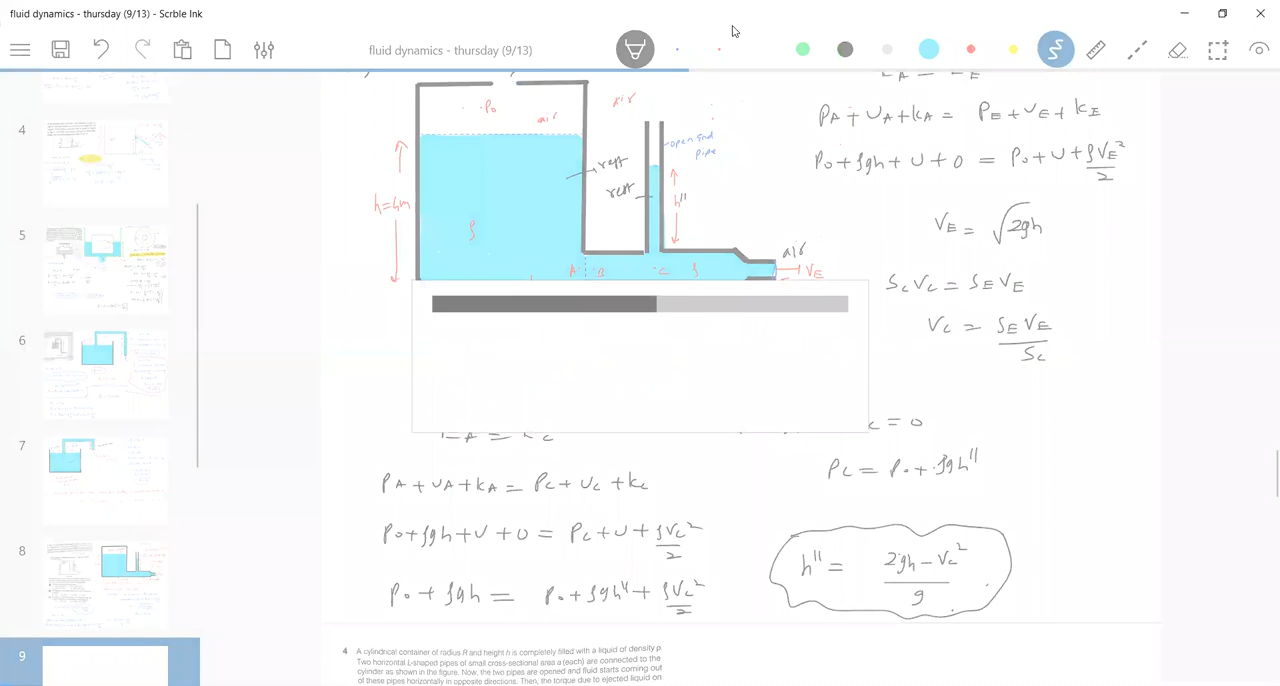 fluid dynamics - thursday (9/13) - Scrble Ink
fluid dynamics - thursday (9/13)
P₀
air
air
open end
pipe
rest
rest
h=4m
h"
ρ
A
B
C
ρ
air
V_E
P_A + U_A + K_A = P_E + U_E + K_E
P₀ + ρgh + U + 0 = P₀ + U + ρV_E²/2
V_E = √2gh
S_C V_C = S_E V_E
V_C = S_E V_E / S_C
= 0
P_A + U_A + K_A = P_C + U_C + K_C
P₀ + ρgh + U + 0 = P_C + U + ρV_C²/2
P₀ + ρgh = P₀ + ρgh" + ρV_C²/2
P_C = P₀ + ρgh"
h" = 2gh - V_C² / g
4 A cylindrical container of radius R and height h is completely filled with a liquid of density ρ.
Two horizontal L-shaped pipes of small cross-sectional area a (each) are connected to the
cylinder as shown in the figure. Now, the two pipes are opened and fluid starts coming out
of these pipes horizontally in opposite directions. Then, the torque due to ejected liquid on
4
5
6
7
8
9